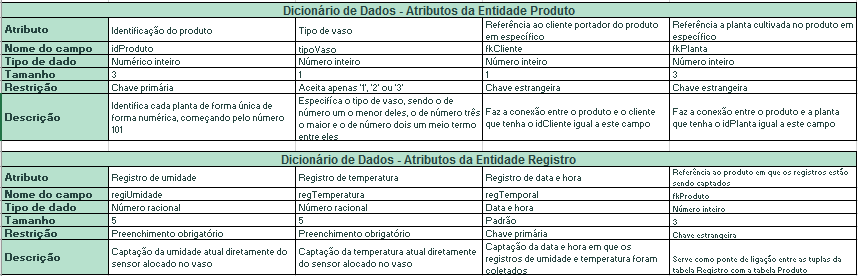 Dicionário de Dados - Atributos da Entidade Produto
Atributo Identificação do produto Tipo de vaso Referência ao cliente portador do produto em específico Referência a planta cultivada no produto em específico
Nome do campo idProduto tipoVaso fkCliente fkPlanta
Tipo de dado Numérico inteiro Número inteiro Número inteiro Número inteiro
Tamanho 3 1 1 3
Restrição Chave primária Aceita apenas '1', '2' ou '3' Chave estrangeira Chave estrangeira
Descrição Identifica cada planta de forma única de forma numérica, começando pelo número 101 Especifica o tipo de vaso, sendo o de número um o menor deles, o de número três o maior e o de número dois um meio termo entre eles Faz a conexão entre o produto e o cliente que tenha o idCliente igual a este campo Faz a conexão entre o produto e a planta que tenha o idPlanta igual a este campo
Dicionário de Dados - Atributos da Entidade Registro
Atributo Registro de umidade Registro de temperatura Registro de data e hora Referência ao produto em que os registros estão sendo captados
Nome do campo regiUmidade regTemperatura regTemporal fkProduto
Tipo de dado Número racional Número racional Data e hora Número inteiro
Tamanho 5 5 Padrão 3
Restrição Preenchimento obrigatório Preenchimento obrigatório Chave primária Chave estrangeira
Descrição Captação da umidade atual diretamente do sensor alocado no vaso Captação da temperatura atual diretamente do sensor alocado no vaso Captação da data e hora em que os registros de umidade e temperatura foram coletados Serve como ponte de ligação entre as tuplas da tabela Registro com a tabela Produto